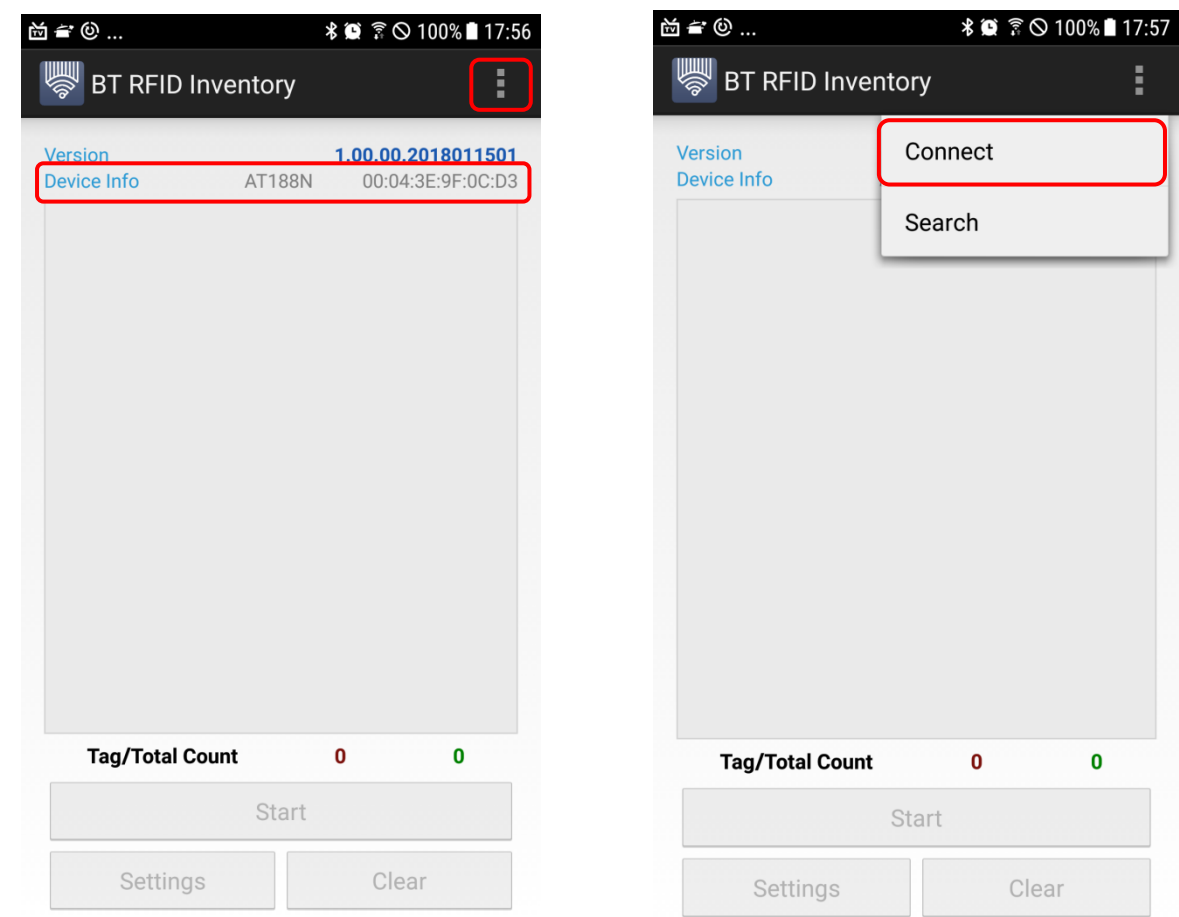 ... 100% 17:56
BT RFID Inventory
Version 1.00.00.2018011501
Device Info AT188N 00:04:3E:9F:0C:D3
Tag/Total Count 0 0
Start
Settings Clear
... 100% 17:57
BT RFID Inventory
Connect
Version
Device Info
Search
Tag/Total Count 0 0
Start
Settings Clear